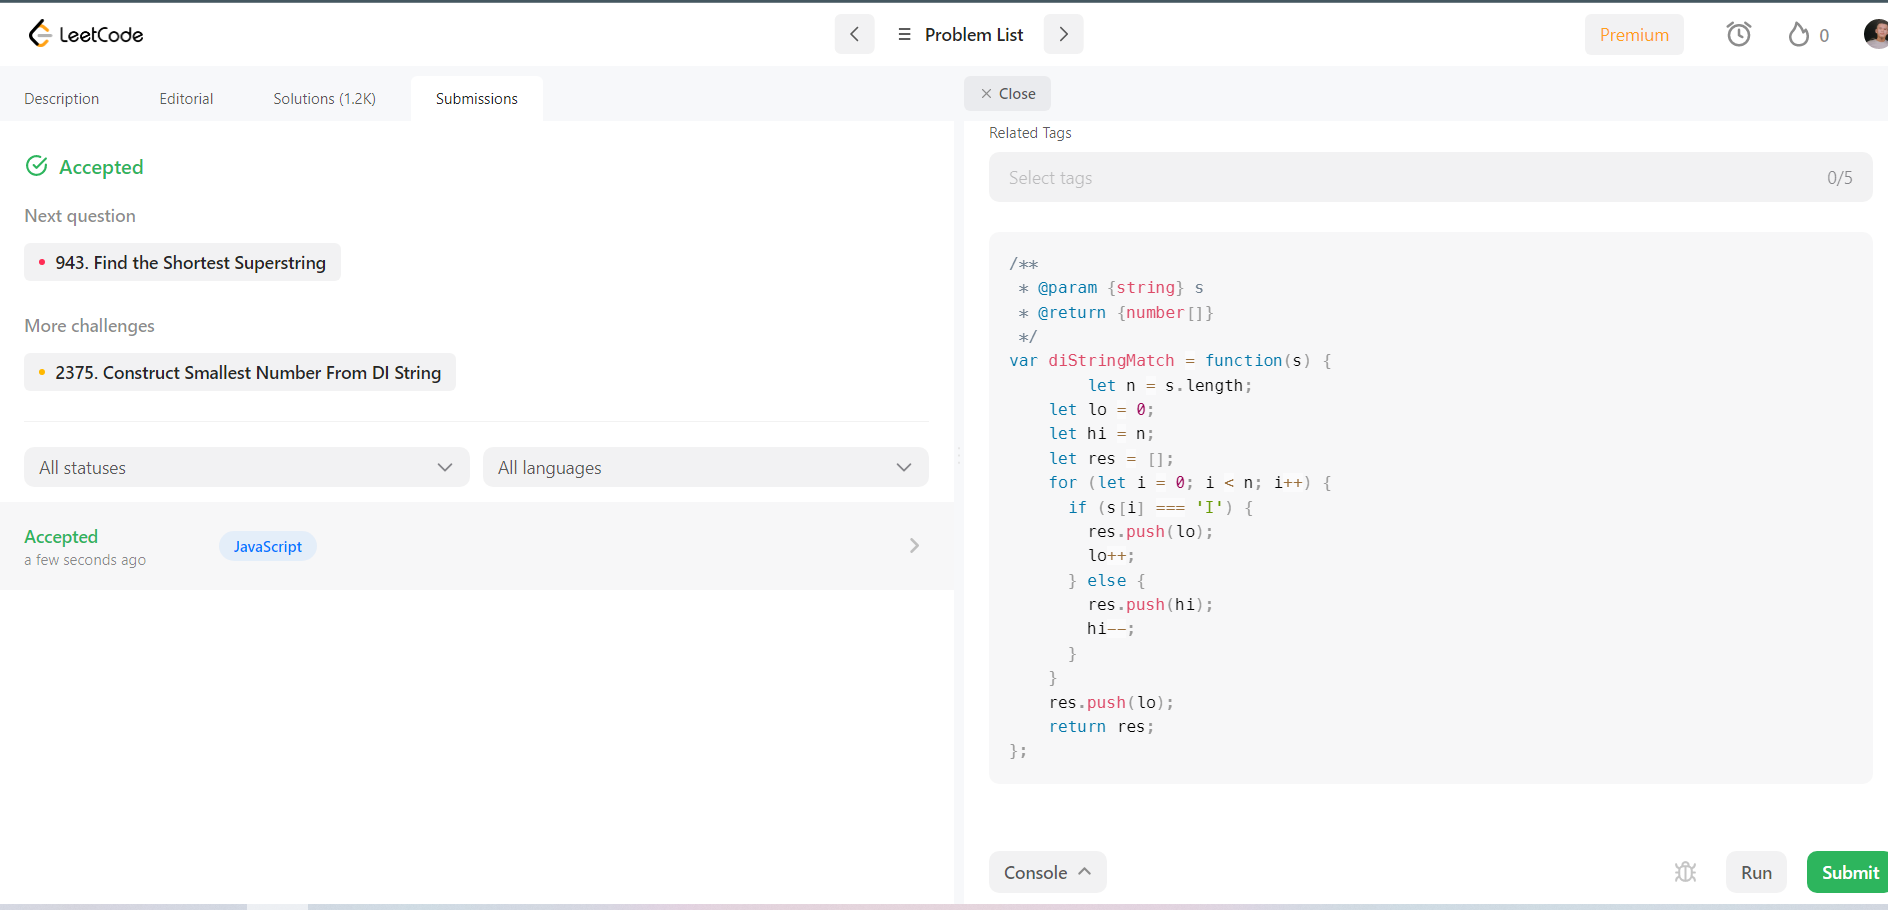 LeetCode
Problem List
Premium
0
Description
Editorial
Solutions (1.2K)
Submissions
Accepted
Next question
943. Find the Shortest Superstring
More challenges
2375. Construct Smallest Number From DI String
All statuses
All languages
Accepted
a few seconds ago
JavaScript
Close
Related Tags
Select tags
0/5
/**
 * @param {string} s
 * @return {number[]}
 */
var diStringMatch = function(s) {
        let n = s.length;
    let lo = 0;
    let hi = n;
    let res = [];
    for (let i = 0; i < n; i++) {
      if (s[i] === 'I') {
        res.push(lo);
        lo++;
      } else {
        res.push(hi);
        hi--;
      }
    }
    res.push(lo);
    return res;
};
Console
Run
Submit